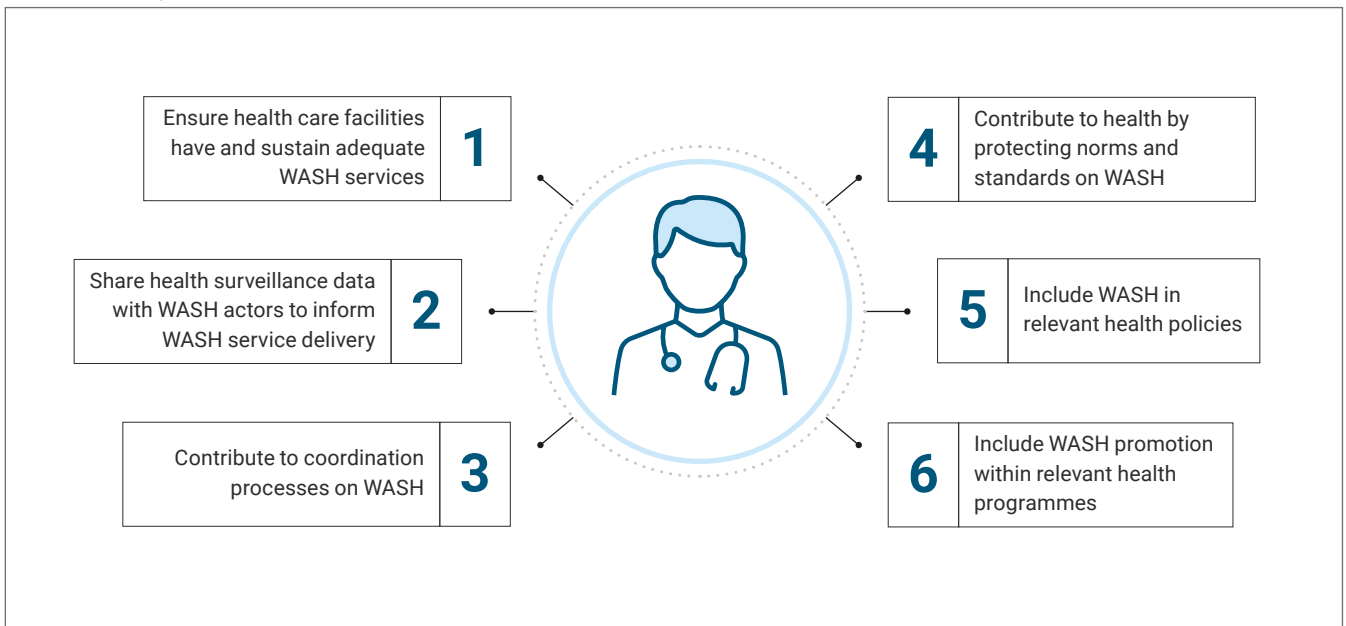 Ensure health care facilities
have and sustain adequate
WASH services
1
Share health surveillance data
with WASH actors to inform
WASH service delivery
2
Contribute to coordination
processes on WASH
3
4
Contribute to health by
protecting norms and
standards on WASH
5
Include WASH in
relevant health policies
6
Include WASH promotion
within relevant health
programmes